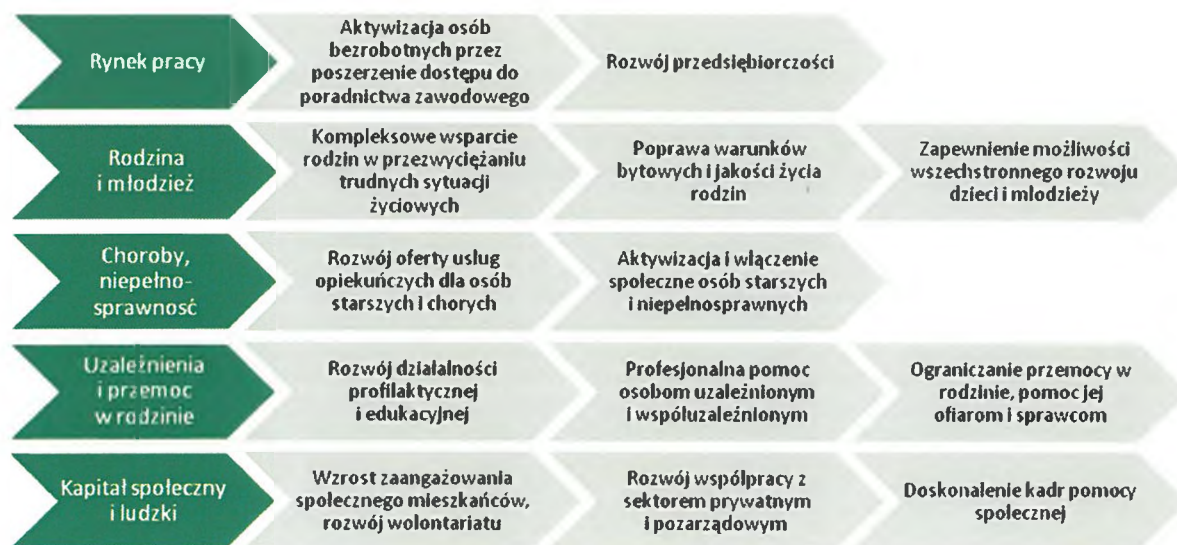 Rynek pracy
Aktywizacja osób
bezrobotnych przez
poszerzenie dostępu do
poradnictwa zawodowego
Rozwój przedsiębiorczości
Rodzina
i młodzież
Kompleksowe wsparcie
rodzin w przezwyciężaniu
trudnych sytuacji
życiowych
Poprawa warunków
bytowych i jakości życia
rodzin
Zapewnienie możliwości
wszechstronnego rozwoju
dzieci i młodzieży
Choroby,
niepełno-
sprawność
Rozwój oferty usług
opiekuńczych dla osób
starszych i chorych
Aktywizacja i włączenie
społeczne osób starszych
i niepełnosprawnych
Uzależnienia
i przemoc
w rodzinie
Rozwój działalności
profilaktycznej
i edukacyjnej
Profesjonalna pomoc
osobom uzależnionym
i współuzależnionym
Ograniczanie przemocy w
rodzinie, pomoc jej
ofiarom i sprawcom
Kapitał społeczny
i ludzki
Wzrost zaangażowania
społecznego mieszkańców,
rozwój wolontariatu
Rozwój współpracy z
sektorem prywatnym
i pozarządowym
Doskonalenie kadr pomocy
społecznej